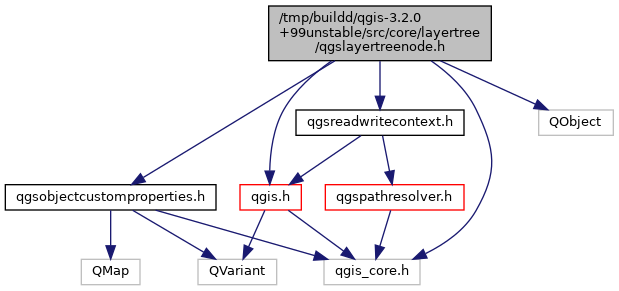 /tmp/buildd/qgis-3.2.0
+99unstable/src/core/layertree
/qgslayertreenode.h
qgsreadwritecontext.h
QObject
qgsobjectcustomproperties.h
qgis.h
qgspathresolver.h
QMap
QVariant
qgis_core.h